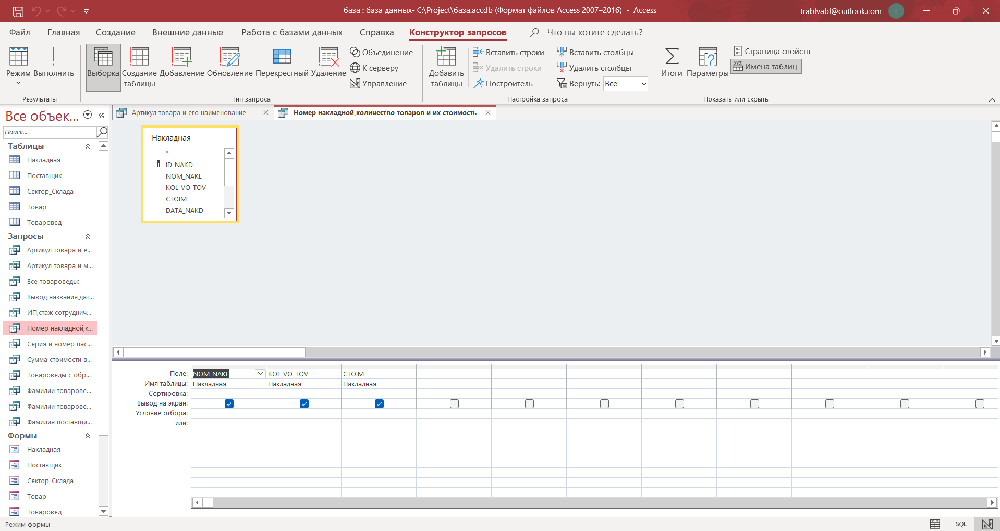 база : база данных- C:\Project\база.accdb (Формат файлов Access 2007–2016) - Access
trablvabl@outlook.com
T
Файл
Главная
Создание
Внешние данные
Работа с базами данных
Справка
Конструктор запросов
Что вы хотите сделать?
Режим
Выполнить
Результаты
Выборка
Создание таблицы
Добавление
Обновление
Перекрестный
Удаление
Объединение
К серверу
Управление
Тип запроса
Добавить таблицы
Вставить строки
Удалить строки
Построитель
Вставить столбцы
Удалить столбцы
Вернуть: Все
Настройка запроса
Итоги
Параметры
Страница свойств
XYZ Имена таблиц
Показать или скрыть
Все объек...
Поиск...
Таблицы
Накладная
Поставщик
Сектор_Склада
Товар
Товаровед
Запросы
Артикул товара и е...
Артикул товара и м...
Все товароведы:
Вывод названия,дат...
ИП,стаж сотруднич...
Номер накладной,к...
Серия и номер пас...
Сумма стоимости в...
Товароведы с обр...
Фамилии товарове...
Фамилии товарове...
Фамилия поставщи...
Формы
Накладная
Поставщик
Сектор_Склада
Товар
Товаровед
Артикул товара и его наименование
Номер накладной,количество товаров и их стоимость
Накладная
*
ID_NAKD
NOM_NAKL
KOL_VO_TOV
CTOIM
DATA_NAKD
Поле: NOM_NAKL KOL_VO_TOV CTOIM
Имя таблицы: Накладная Накладная Накладная
Сортировка:
Вывод на экран:
Условие отбора:
или:
Режим формы
SQL